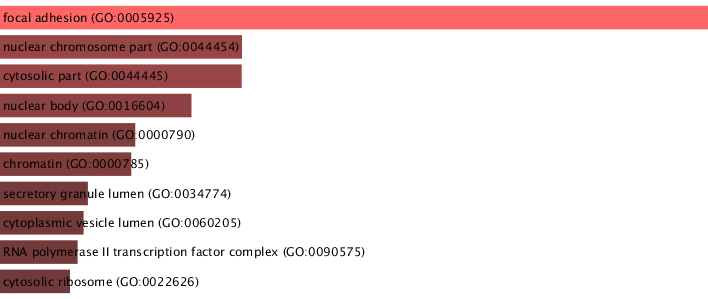 focal adhesion (GO:0005925)
nuclear chromosome part (GO:0044454)
cytosolic part (GO:0044445)
nuclear body (GO:0016604)
nuclear chromatin (GO:0000790)
chromatin (GO:0000785)
secretory granule lumen (GO:0034774)
cytoplasmic vesicle lumen (GO:0060205)
RNA polymerase II transcription factor complex (GO:0090575)
cytosolic ribosome (GO:0022626)